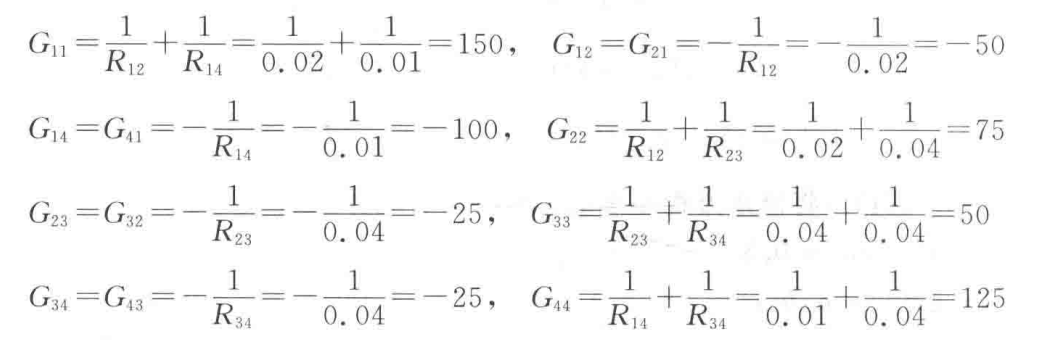 G₁₁ = 1/R₁₂ + 1/R₁₄ = 1/0.02 + 1/0.01 = 150, G₁₂ = G₂₁ = −1/R₁₂ = −1/0.02 = −50
G₁₄ = G₄₁ = −1/R₁₄ = −1/0.01 = −100, G₂₂ = 1/R₁₂ + 1/R₂₃ = 1/0.02 + 1/0.04 = 75
G₂₃ = G₃₂ = −1/R₂₃ = −1/0.04 = −25, G₃₃ = 1/R₂₃ + 1/R₃₄ = 1/0.04 + 1/0.04 = 50
G₃₄ = G₄₃ = −1/R₃₄ = −1/0.04 = −25, G₄₄ = 1/R₁₄ + 1/R₃₄ = 1/0.01 + 1/0.04 = 125